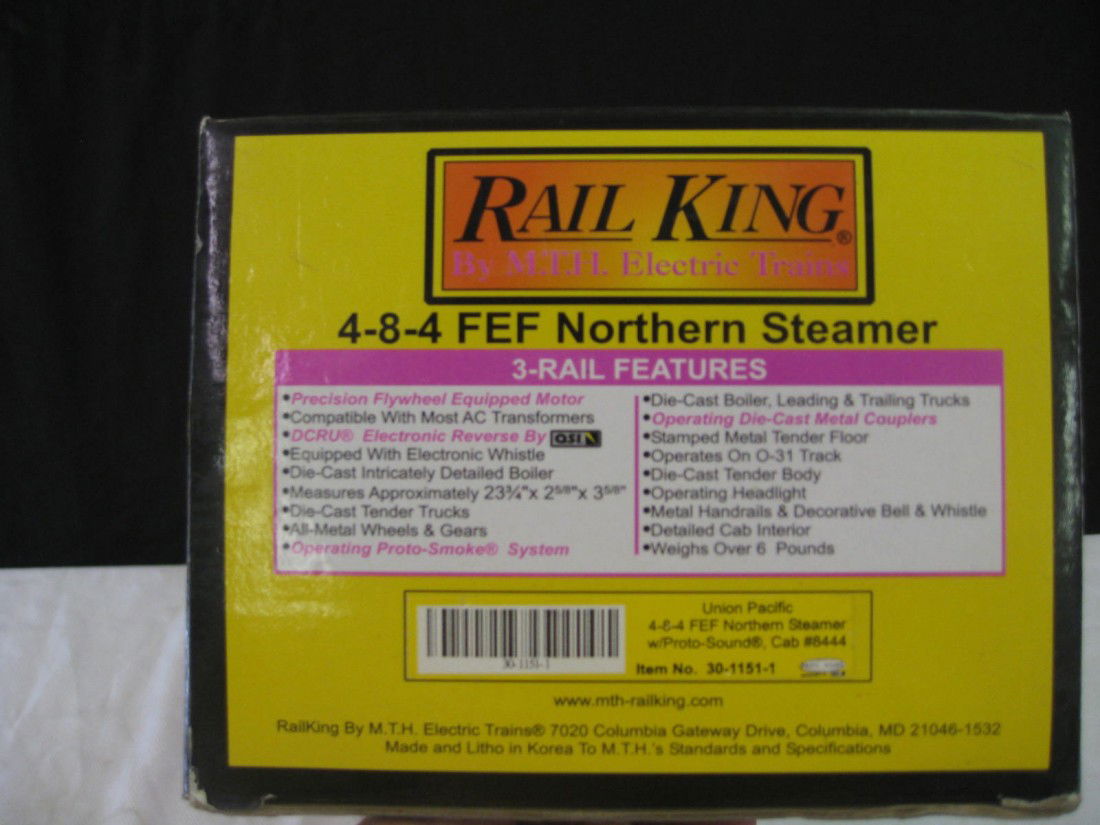 RAIL KING®
By M.T.H. Electric Trains
4-8-4 FEF Northern Steamer
3-RAIL FEATURES
•Precision Flywheel Equipped Motor
•Compatible With Most AC Transformers
•DCRU® Electronic Reverse By QSI
•Equipped With Electronic Whistle
•Die-Cast Intricately Detailed Boiler
•Measures Approximately 23¾"x 2⁵/⁸"x 3⁵/⁸"
•Die-Cast Tender Trucks
•All-Metal Wheels & Gears
•Operating Proto-Smoke® System
•Die-Cast Boiler, Leading & Trailing Trucks
•Operating Die-Cast Metal Couplers
•Stamped Metal Tender Floor
•Operates On O-31 Track
•Die-Cast Tender Body
•Operating Headlight
•Metal Handrails & Decorative Bell & Whistle
•Detailed Cab Interior
•Weighs Over 6 Pounds
30-1151-1
Union Pacific
4-8-4 FEF Northern Steamer
w/Proto-Sound®, Cab #8444
Item No. 30-1151-1
www.mth-railking.com
RailKing By M.T.H. Electric Trains® 7020 Columbia Gateway Drive, Columbia, MD 21046-1532
Made and Litho in Korea To M.T.H.'s Standards and Specifications